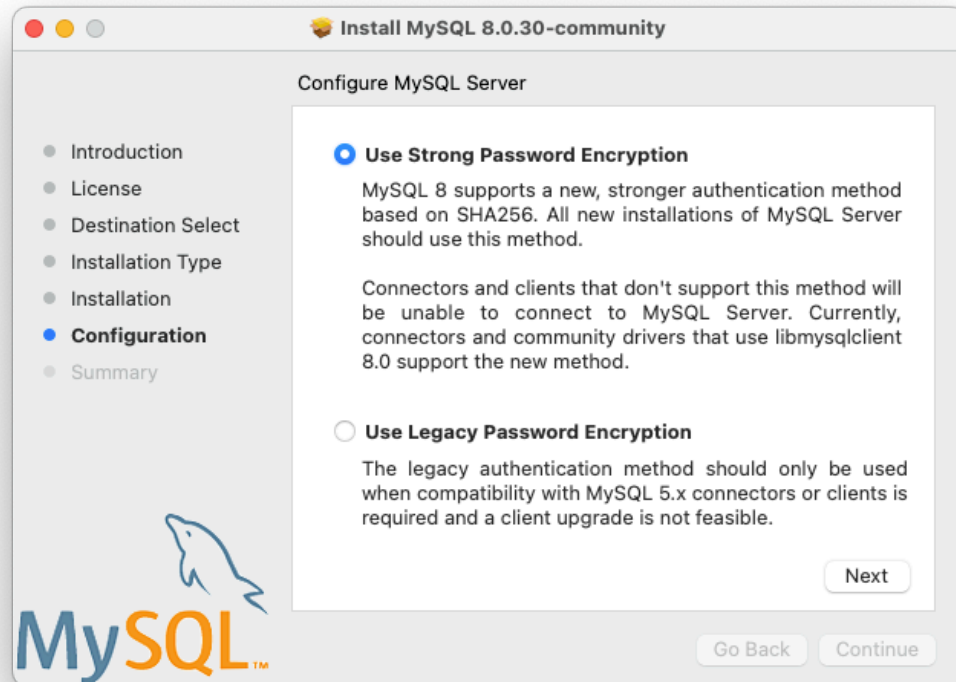 Install MySQL 8.0.30-community
Configure MySQL Server
Introduction
License
Destination Select
Installation Type
Installation
Configuration
Summary
Use Strong Password Encryption
MySQL 8 supports a new, stronger authentication method
based on SHA256. All new installations of MySQL Server
should use this method.
Connectors and clients that don't support this method will
be unable to connect to MySQL Server. Currently,
connectors and community drivers that use libmysqlclient
8.0 support the new method.
Use Legacy Password Encryption
The legacy authentication method should only be used
when compatibility with MySQL 5.x connectors or clients is
required and a client upgrade is not feasible.
Next
MySQL™
Go Back
Continue